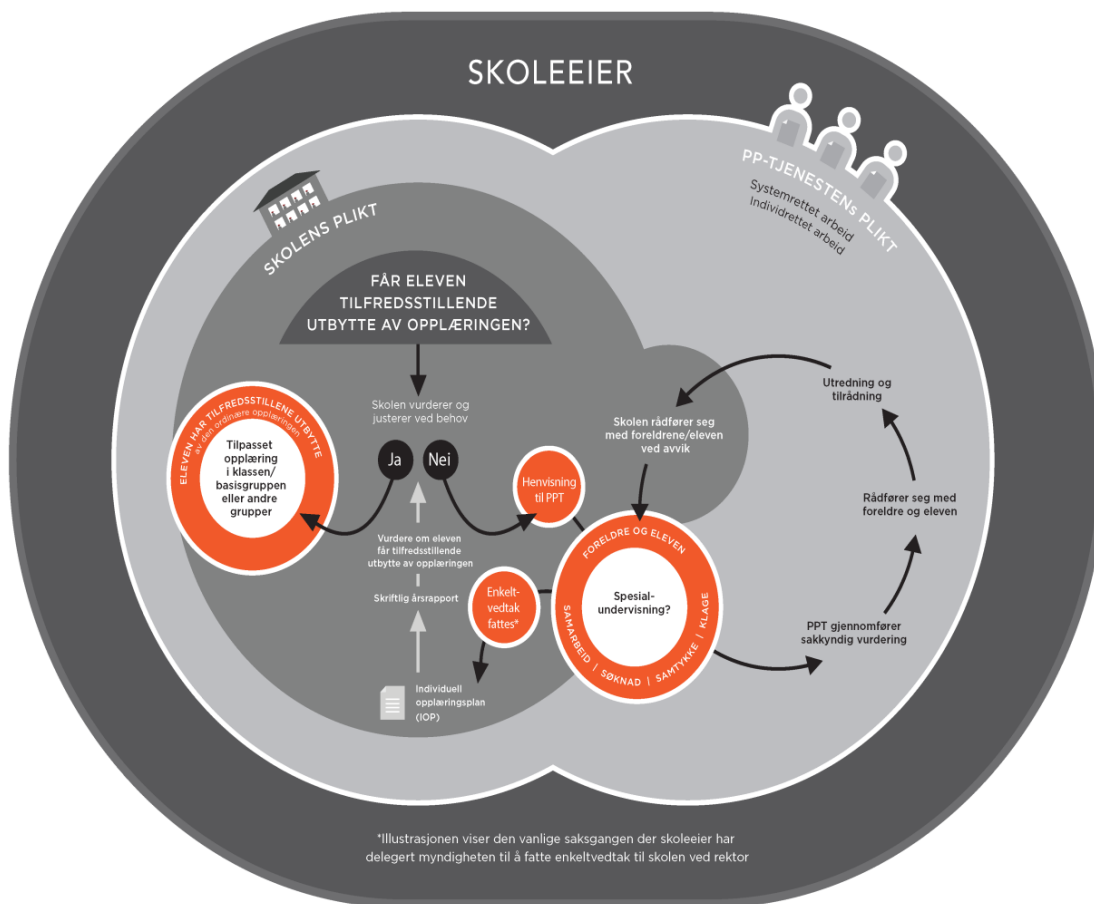 SKOLEEIER
PP-TJENESTENs PLIKT
Systemrettet arbeid
Individrettet arbeid
SKOLENS PLIKT
FÅR ELEVEN
TILFREDSSTILLENDE
UTBYTTE AV OPPLÆRINGEN?
Skolen vurderer og
justerer ved behov
Ja
Nei
ELEVEN HAR TILFREDSSTILLENE UTBYTTE
av den ordinære opplæringen
Tilpasset
opplæring
i klassen/
basisgruppen
eller andre
grupper
Henvisning
til PPT
Skolen rådfører seg
med foreldrene/eleven
ved avvik
Utredning og
tilrådning
Rådfører seg med
foreldre og eleven
PPT gjennomfører
sakkyndig vurdering
FORELDRE OG ELEVEN
Spesial-
undervisning?
SAMARBEID | SØKNAD | SAMTYKKE | KLAGE
Enkelt-
vedtak
fattes*
Vurdere om eleven
får tilfredsstillende
utbytte av opplæringen
Skriftlig årsrapport
Individuell
opplæringsplan
(IOP)
*Illustrasjonen viser den vanlige saksgangen der skoleeier har
delegert myndigheten til å fatte enkeltvedtak til skolen ved rektor